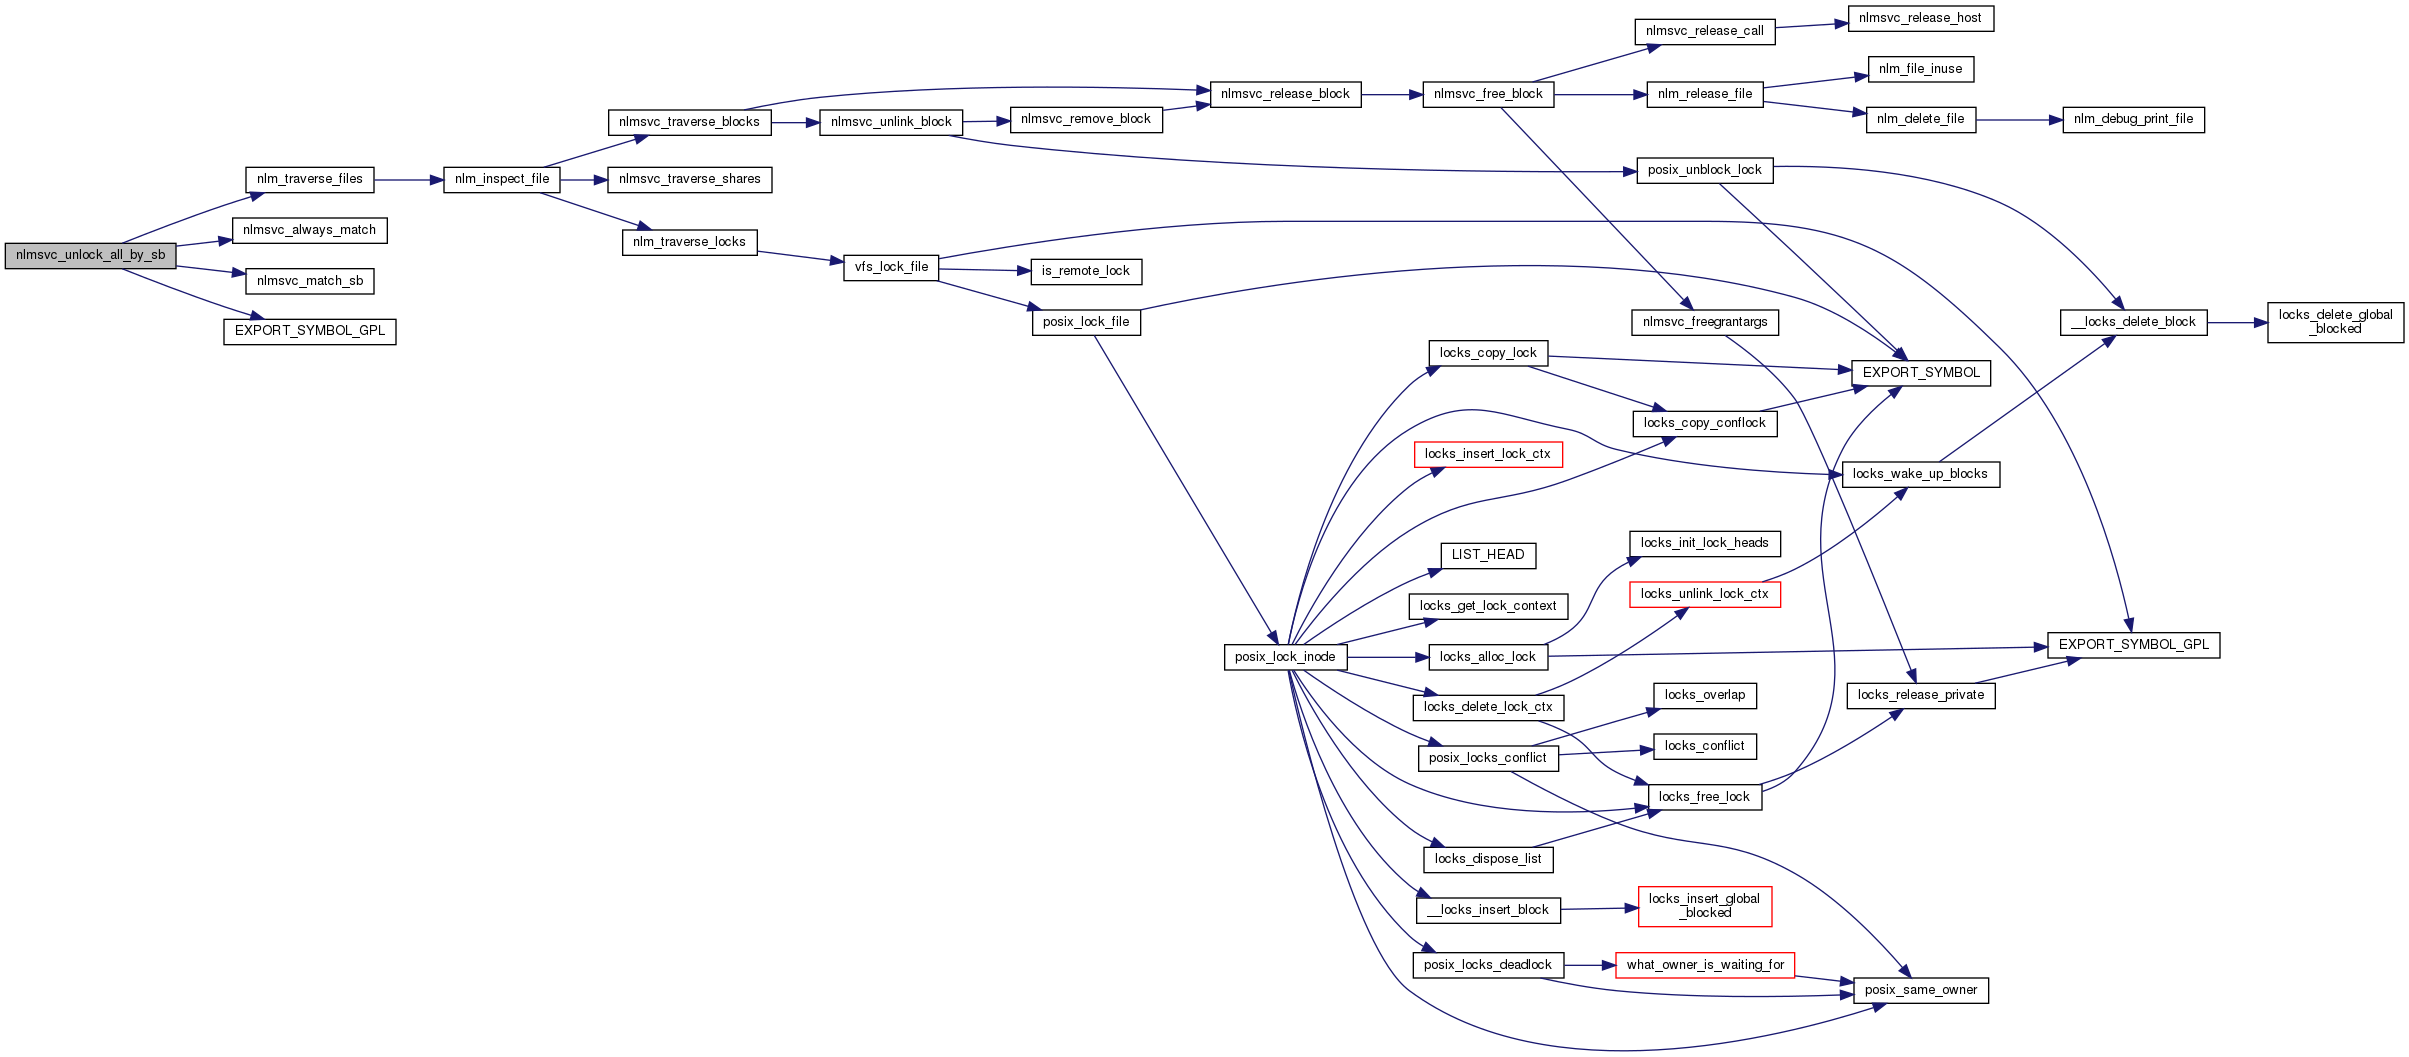 nlmsvc_unlock_all_by_sb
nlm_traverse_files
nlmsvc_always_match
nlmsvc_match_sb
EXPORT_SYMBOL_GPL
nlm_inspect_file
nlmsvc_traverse_blocks
nlmsvc_traverse_shares
nlm_traverse_locks
nlmsvc_unlink_block
vfs_lock_file
nlmsvc_remove_block
is_remote_lock
posix_lock_file
nlmsvc_release_block
posix_lock_inode
nlmsvc_free_block
locks_copy_lock
locks_insert_lock_ctx
LIST_HEAD
locks_get_lock_context
locks_alloc_lock
locks_delete_lock_ctx
posix_locks_conflict
locks_dispose_list
__locks_insert_block
posix_locks_deadlock
nlmsvc_release_call
nlm_release_file
posix_unblock_lock
nlmsvc_freegrantargs
locks_copy_conflock
locks_init_lock_heads
locks_unlink_lock_ctx
locks_overlap
locks_conflict
locks_free_lock
locks_insert_global
_blocked
what_owner_is_waiting_for
nlmsvc_release_host
nlm_file_inuse
nlm_delete_file
EXPORT_SYMBOL
locks_wake_up_blocks
locks_release_private
posix_same_owner
nlm_debug_print_file
__locks_delete_block
EXPORT_SYMBOL_GPL
locks_delete_global
_blocked